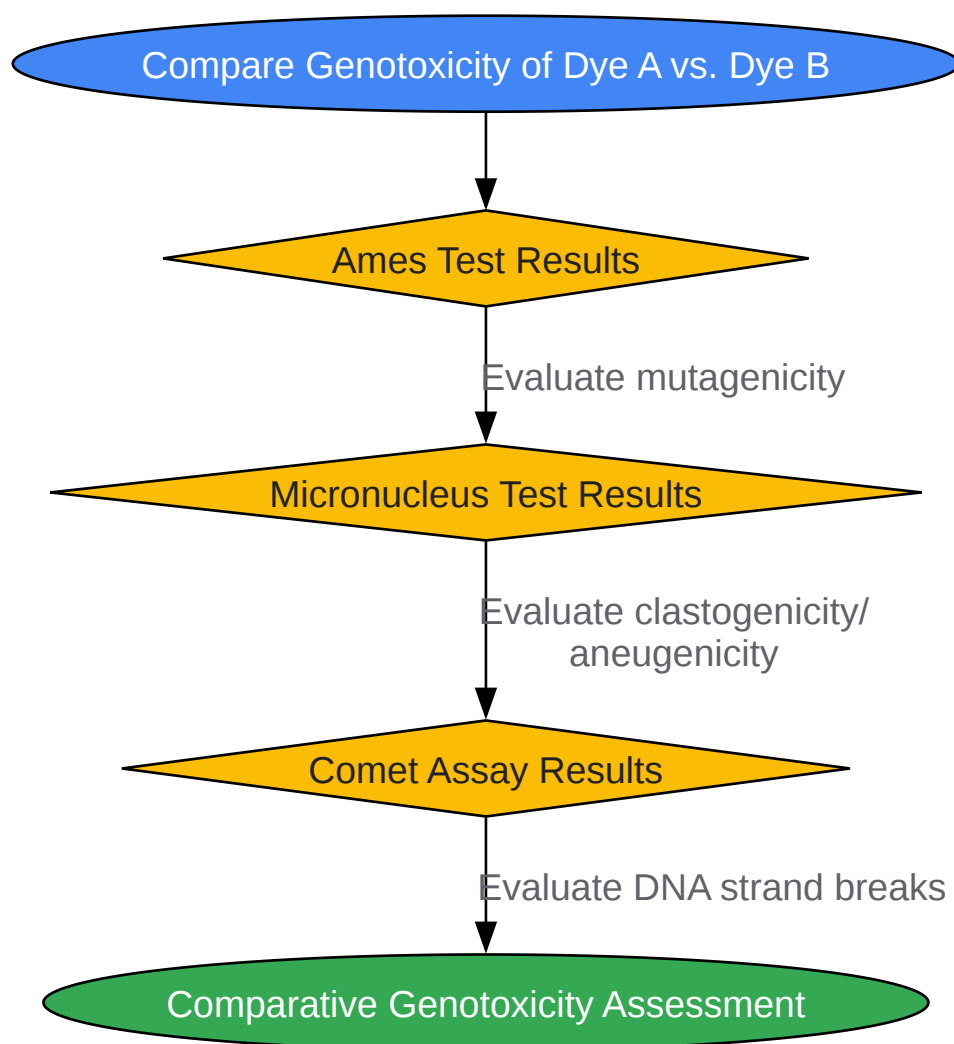 Compare Genotoxicity of Dye A vs. Dye B
Ames Test Results
Evaluate mutagenicity
Micronucleus Test Results
Evaluate clastogenicity/
aneugenicity
Comet Assay Results
Evaluate DNA strand breaks
Comparative Genotoxicity Assessment